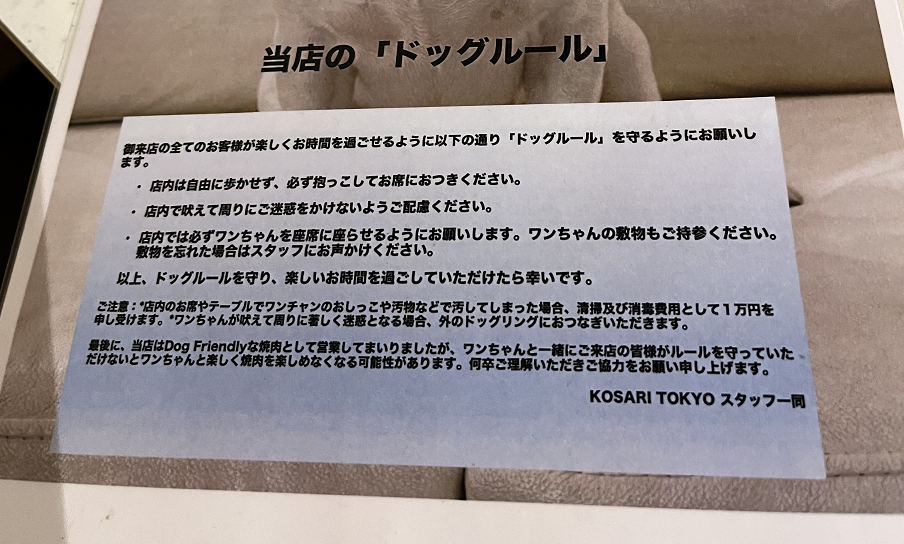 当店の「ドッグルール」
御来店の全てのお客様が楽しくお時間を過ごせるように以下の通り「ドッグルール」を守るようにお願いし
ます。
・ 店内は自由に歩かせず、必ず抱っこしてお席におつきください。
・ 店内で吠えて周りにご迷惑をかけないようご配慮ください。
・ 店内では必ずワンちゃんを座席に座らせるようにお願いします。ワンちゃんの敷物もご持参ください。
敷物を忘れた場合はスタッフにお声かけください。
以上、ドッグルールを守り、楽しいお時間を過ごしていただけたら幸いです。
ご注意：*店内のお席やテーブルでワンチャンのおしっこや汚物などで汚してしまった場合、清掃及び消毒費用として１万円を
申し受けます。*ワンちゃんが吠えて周りに著しく迷惑となる場合、外のドッグリングにおつなぎいただきます。
最後に、当店はDog Friendlyな焼肉として営業してまいりましたが、ワンちゃんと一緒にご来店の皆様がルールを守っていた
だけないとワンちゃんと楽しく焼肉を楽しめなくなる可能性があります。何卒ご理解いただきご協力をお願い申し上げます。
KOSARI TOKYO スタッフ一同